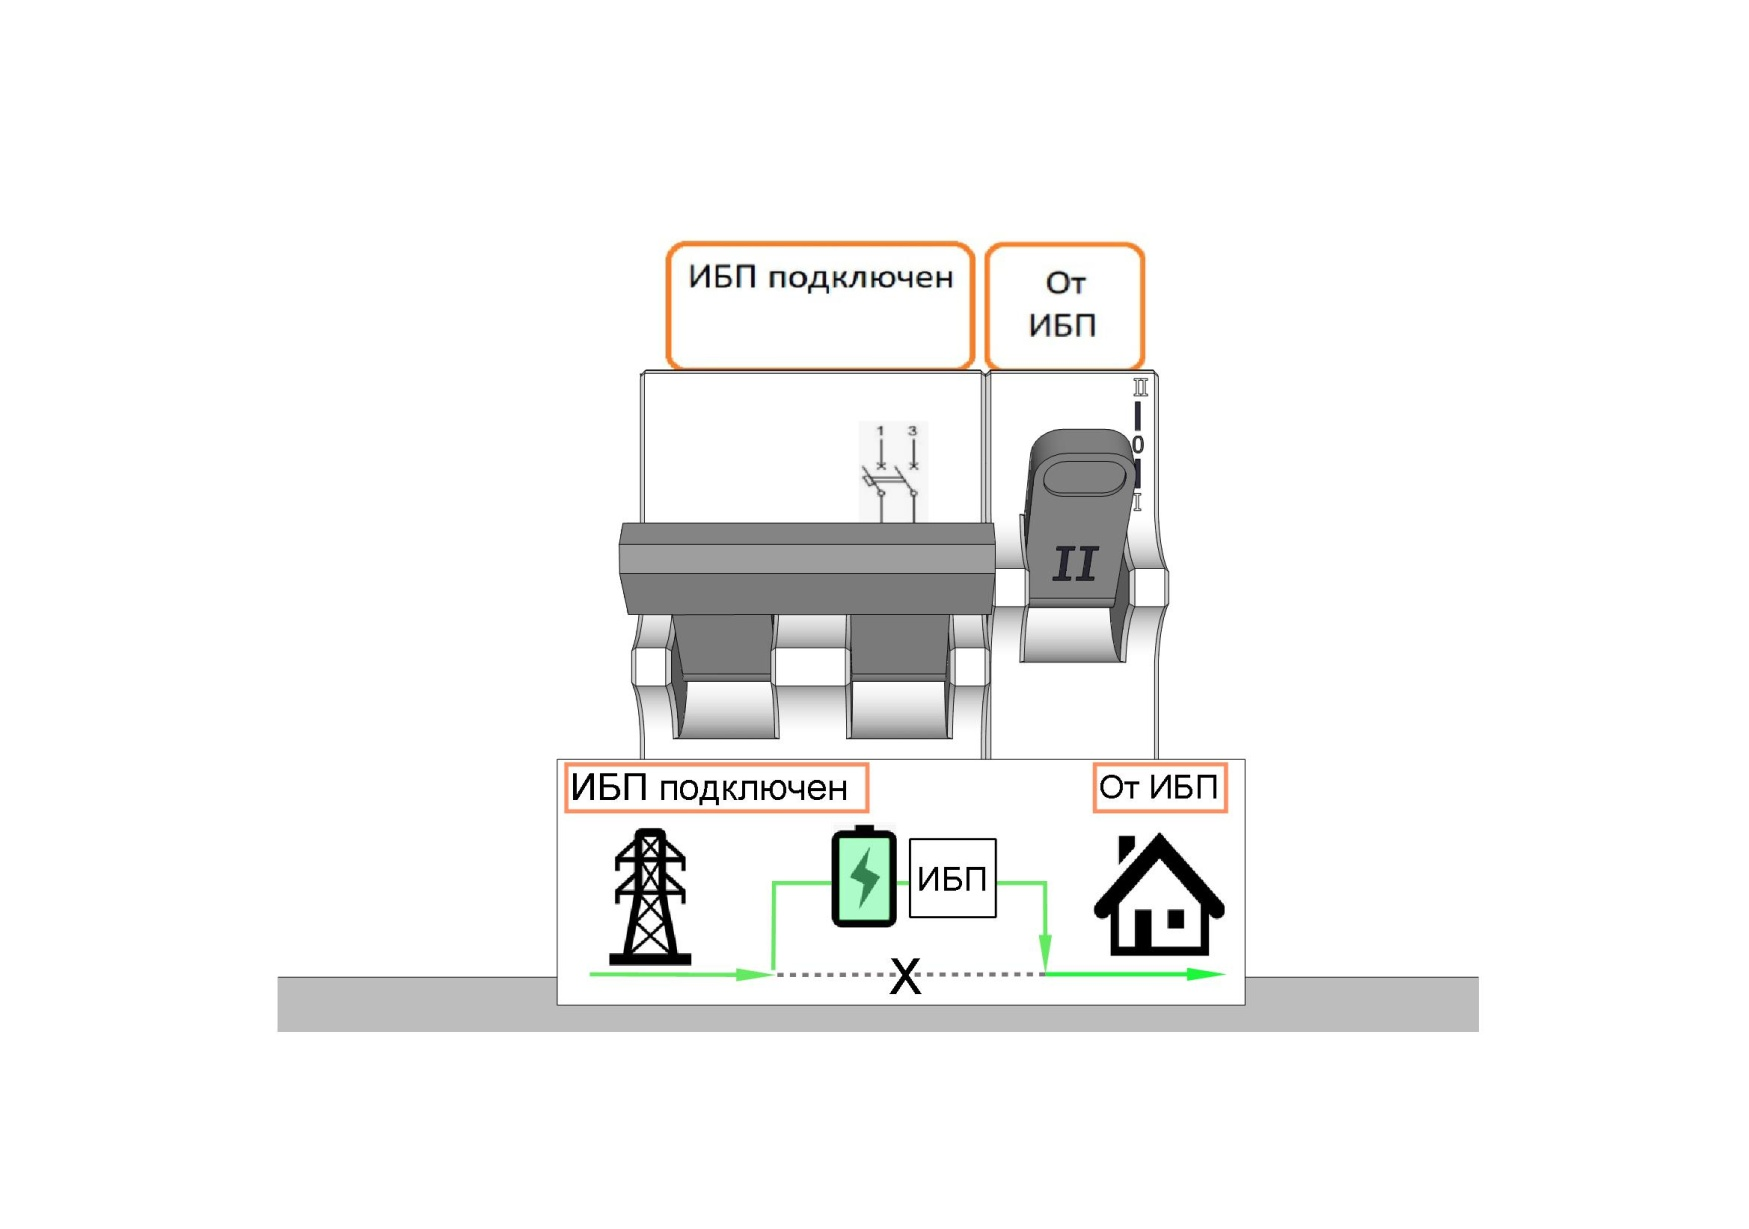 ИБП подключен
От
ИБП
II
0
I
1 3
II
ИБП подключен
От ИБП
ИБП
X